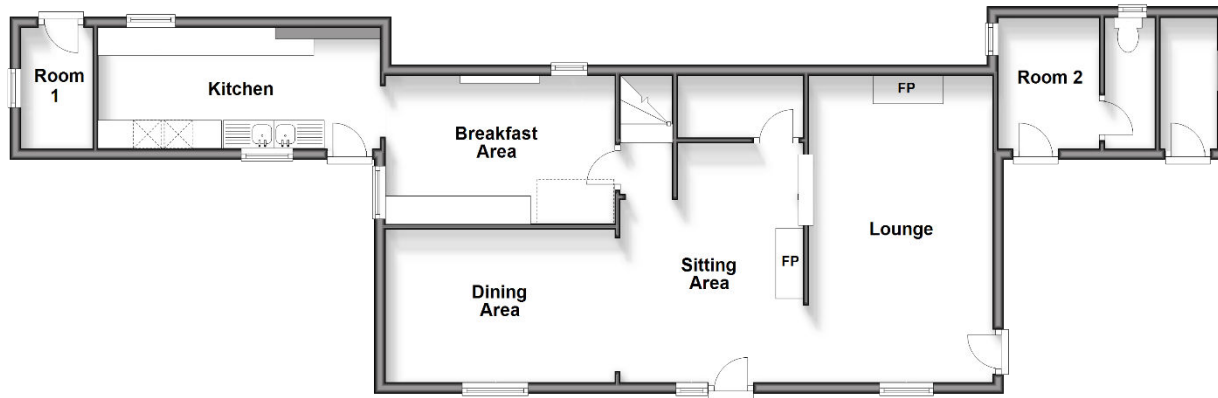 Room
1
Kitchen
Breakfast
Area
Dining
Area
Sitting
Area
FP
FP
Lounge
Room 2